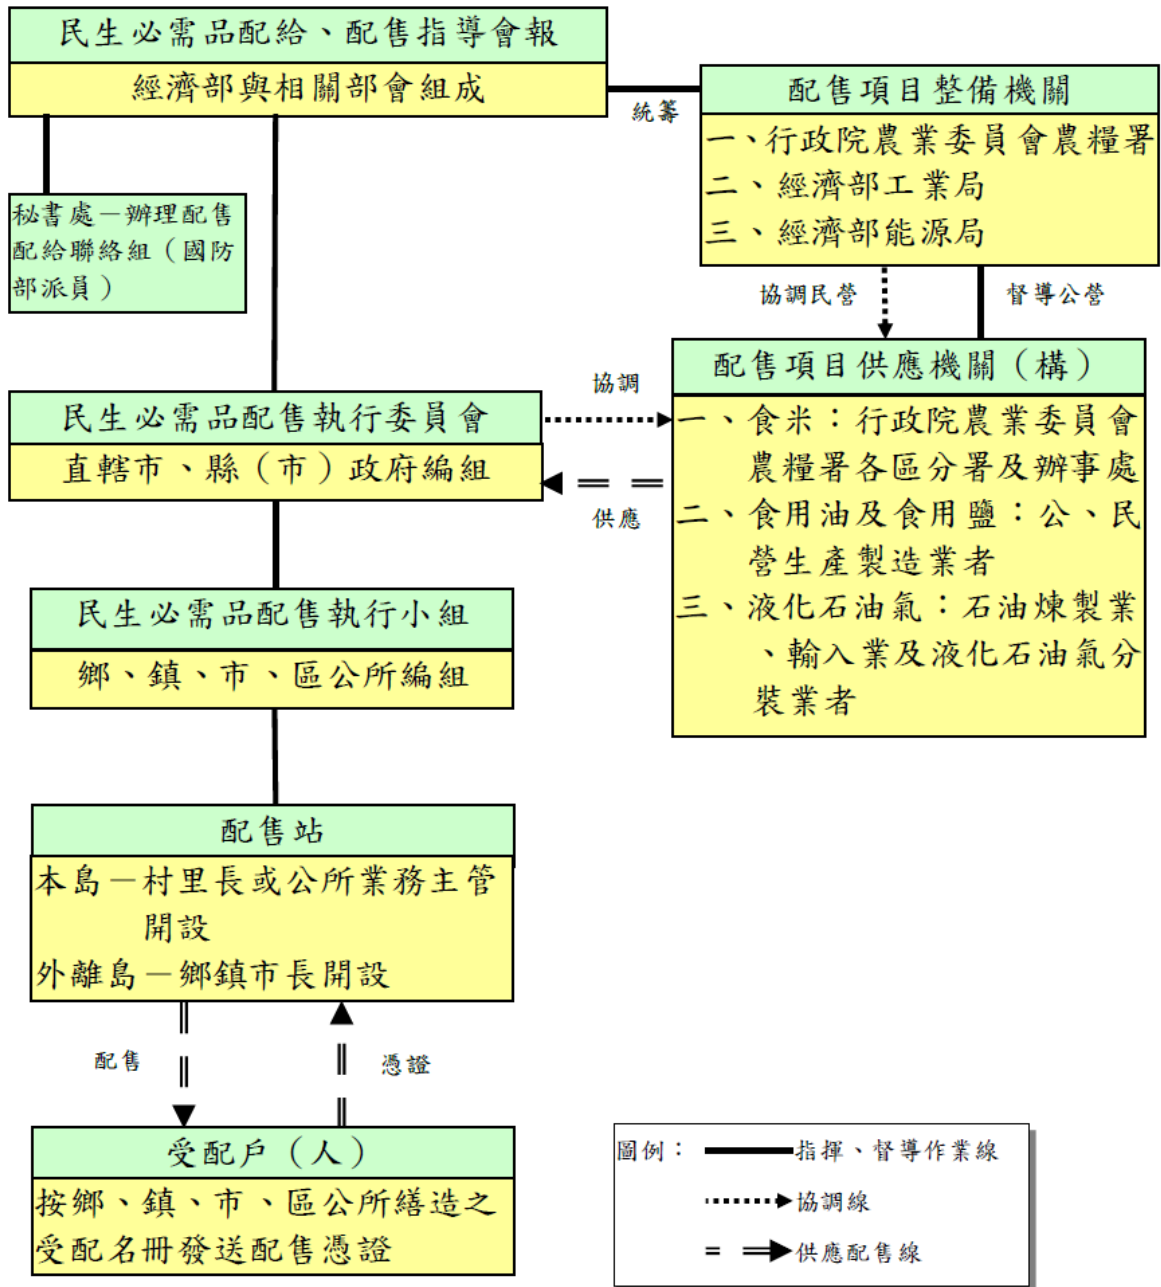 民生必需品配給、配售指導會報
經濟部與相關部會組成
統籌
配售項目整備機關
一、行政院農業委員會農糧署
二、經濟部工業局
三、經濟部能源局
秘書處－辦理配售
配給聯絡組（國防
部派員）
協調民營
督導公營
配售項目供應機關（構）
一、食米：行政院農業委員會
農糧署各區分署及辦事處
二、食用油及食用鹽：公、民
營生產製造業者
三、液化石油氣：石油煉製業
、輸入業及液化石油氣分
裝業者
協調
供應
民生必需品配售執行委員會
直轄市、縣（市）政府編組
民生必需品配售執行小組
鄉、鎮、市、區公所編組
配售站
本島－村里長或公所業務主管
開設
外離島－鄉鎮市長開設
配售
憑證
受配戶（人）
按鄉、鎮、市、區公所繕造之
受配名冊發送配售憑證
圖例：
指揮、督導作業線
協調線
供應配售線